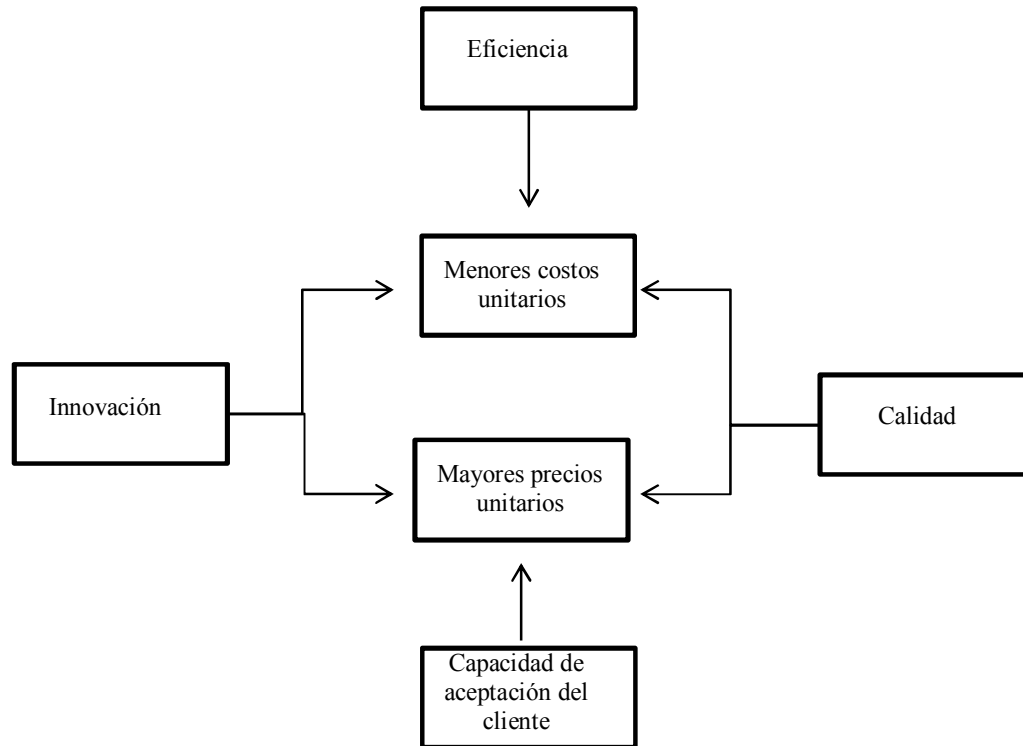 Eficiencia
Menores costos
unitarios
Innovación
Calidad
Mayores precios
unitarios
Capacidad de
aceptación del
cliente